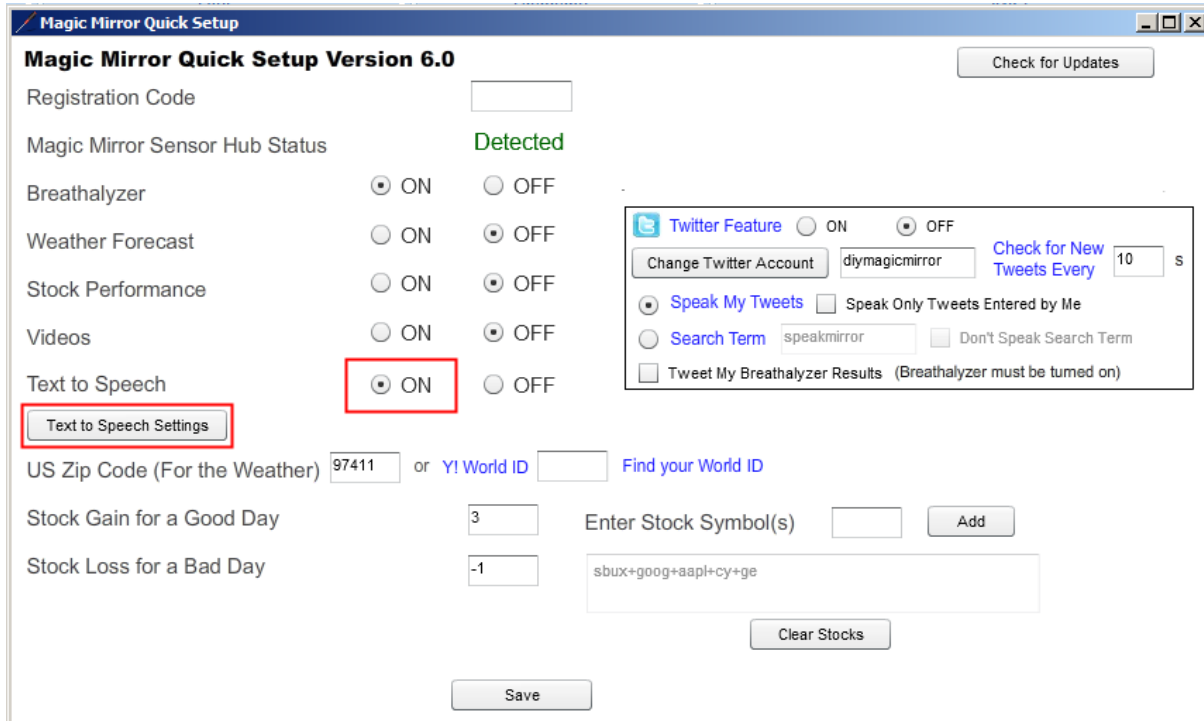 Magic Mirror Quick Setup
Magic Mirror Quick Setup Version 6.0
Check for Updates
Registration Code
Magic Mirror Sensor Hub Status Detected
Breathalyzer ON OFF
Weather Forecast ON OFF
Stock Performance ON OFF
Videos ON OFF
Text to Speech ON OFF
Text to Speech Settings
Twitter Feature ON OFF
Change Twitter Account diymagicmirror Check for New Tweets Every 10 s
Speak My Tweets Speak Only Tweets Entered by Me
Search Term speakmirror Don't Speak Search Term
Tweet My Breathalyzer Results (Breathalyzer must be turned on)
US Zip Code (For the Weather) 97411 or Y! World ID Find your World ID
Stock Gain for a Good Day 3 Enter Stock Symbol(s) Add
Stock Loss for a Bad Day -1 sbux+goog+aapl+cy+ge
Clear Stocks
Save